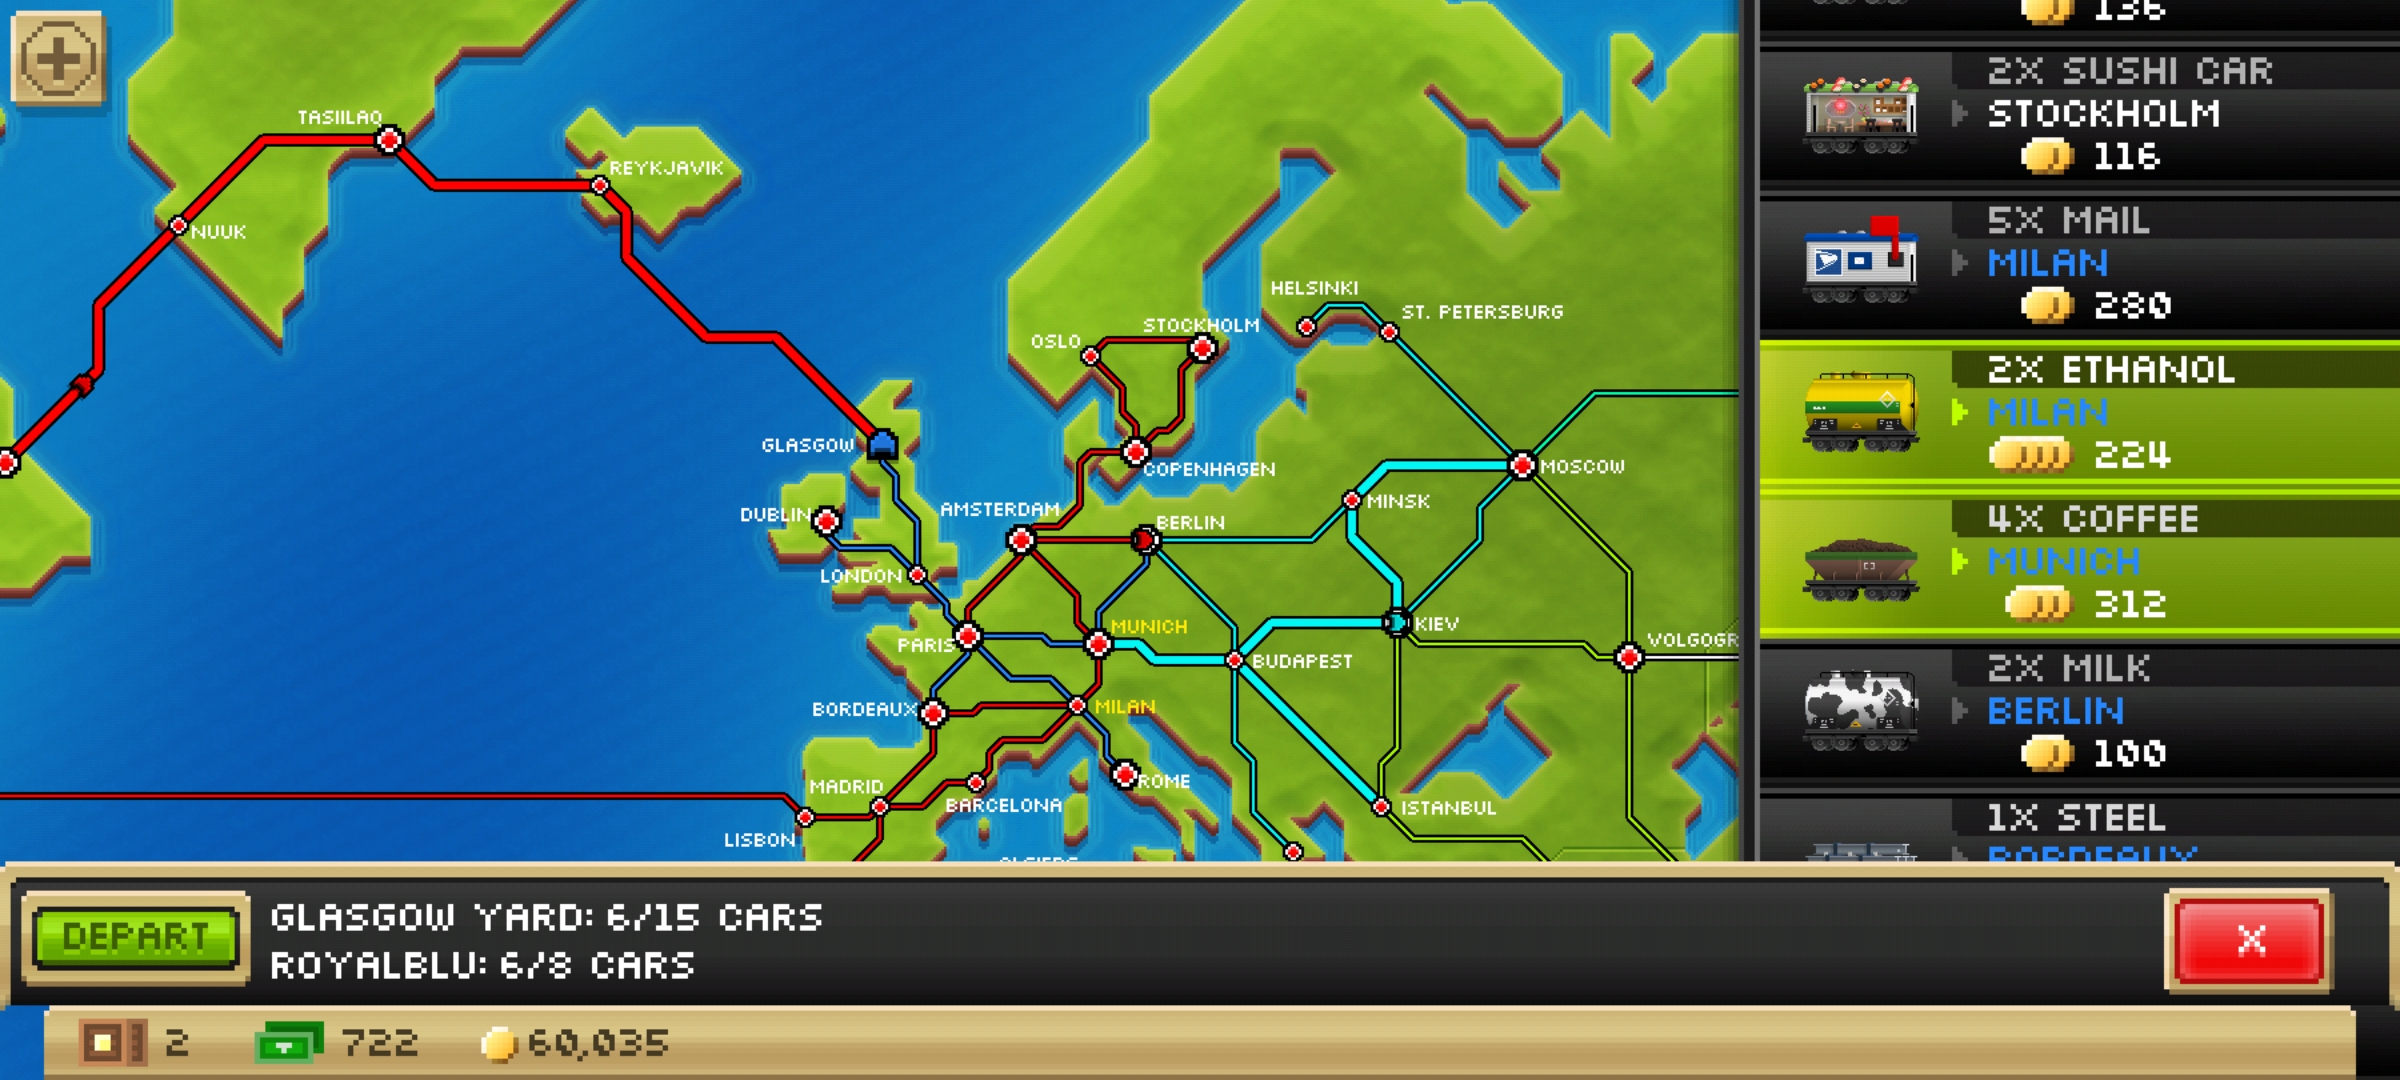 TASIILAQ
REYKJAVIK
NUUK
HELSINKI
ST. PETERSBURG
STOCKHOLM
OSLO
GLASGOW
COPENHAGEN
MOSCOW
MINSK
DUBLIN
AMSTERDAM
BERLIN
LONDON
KIEV
MUNICH
PARIS
VOLGOGR
BUDAPEST
BORDEAUX
MILAN
ROME
MADRID
BARCELONA
ISTANBUL
LISBON
136
2X SUSHI CAR
STOCKHOLM
116
5X MAIL
MILAN
280
2X ETHANOL
MILAN
224
4X COFFEE
MUNICH
312
2X MILK
BERLIN
100
1X STEEL
BORDEAUX
DEPART
GLASGOW YARD: 6/15 CARS
ROYALBLU: 6/8 CARS
X
2
722
60,035